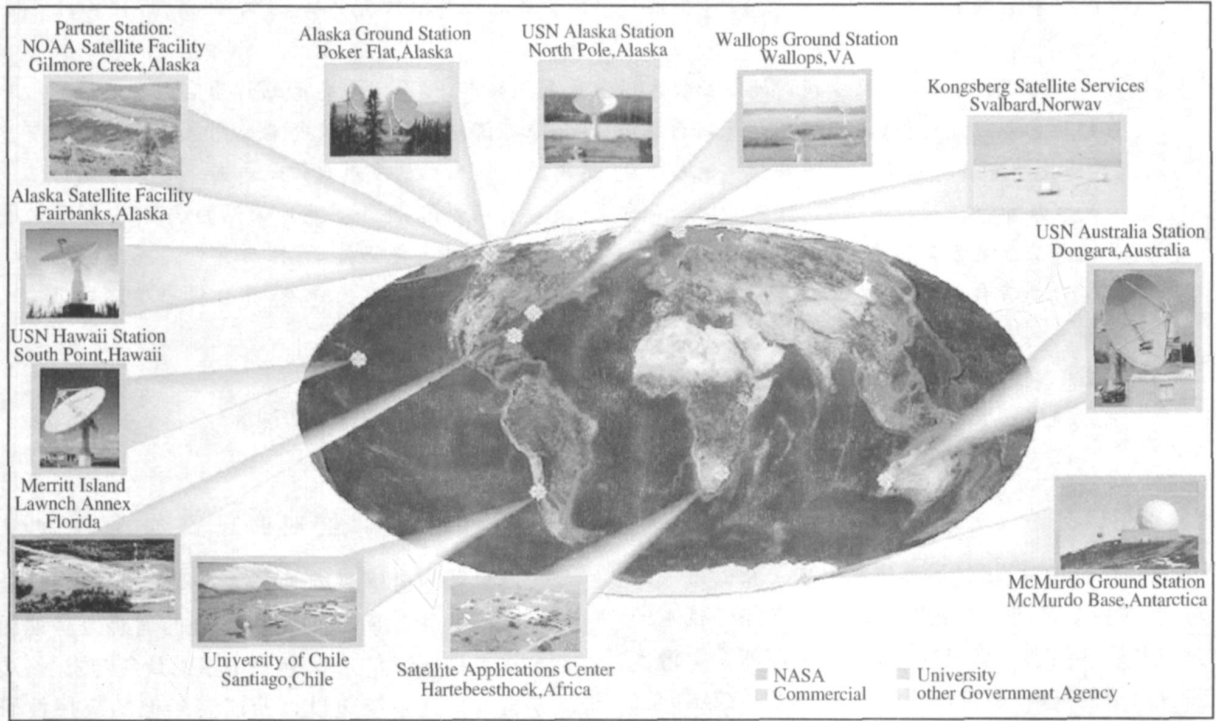 Partner Station:
NOAA Satellite Facility
Gilmore Creek,Alaska
Alaska Ground Station
Poker Flat,Alaska
USN Alaska Station
North Pole,Alaska
Wallops Ground Station
Wallops,VA
Kongsberg Satellite Services
Svalbard,Norwav
Alaska Satellite Facility
Fairbanks,Alaska
USN Australia Station
Dongara,Australia
USN Hawaii Station
South Point,Hawaii
Merritt Island
Lawnch Annex
Florida
McMurdo Ground Station
McMurdo Base,Antarctica
University of Chile
Santiago,Chile
Satellite Applications Center
Hartebeesthoek,Africa
NASA
University
Commercial
other Government Agency